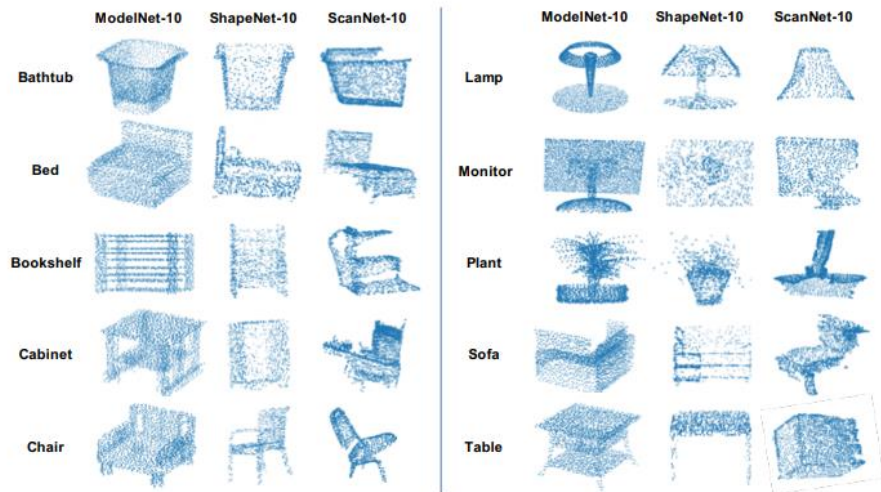 ModelNet-10 ShapeNet-10 ScanNet-10
Bathtub
Bed
Bookshelf
Cabinet
Chair
ModelNet-10 ShapeNet-10 ScanNet-10
Lamp
Monitor
Plant
Sofa
Table